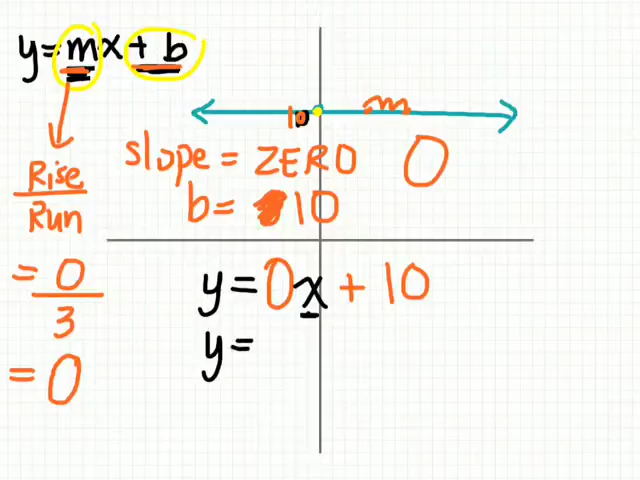 y = mx + b
m
10
slope = ZERO 0
b = 10
Rise
Run
= 0
3
= 0
y = 0x + 10
y =